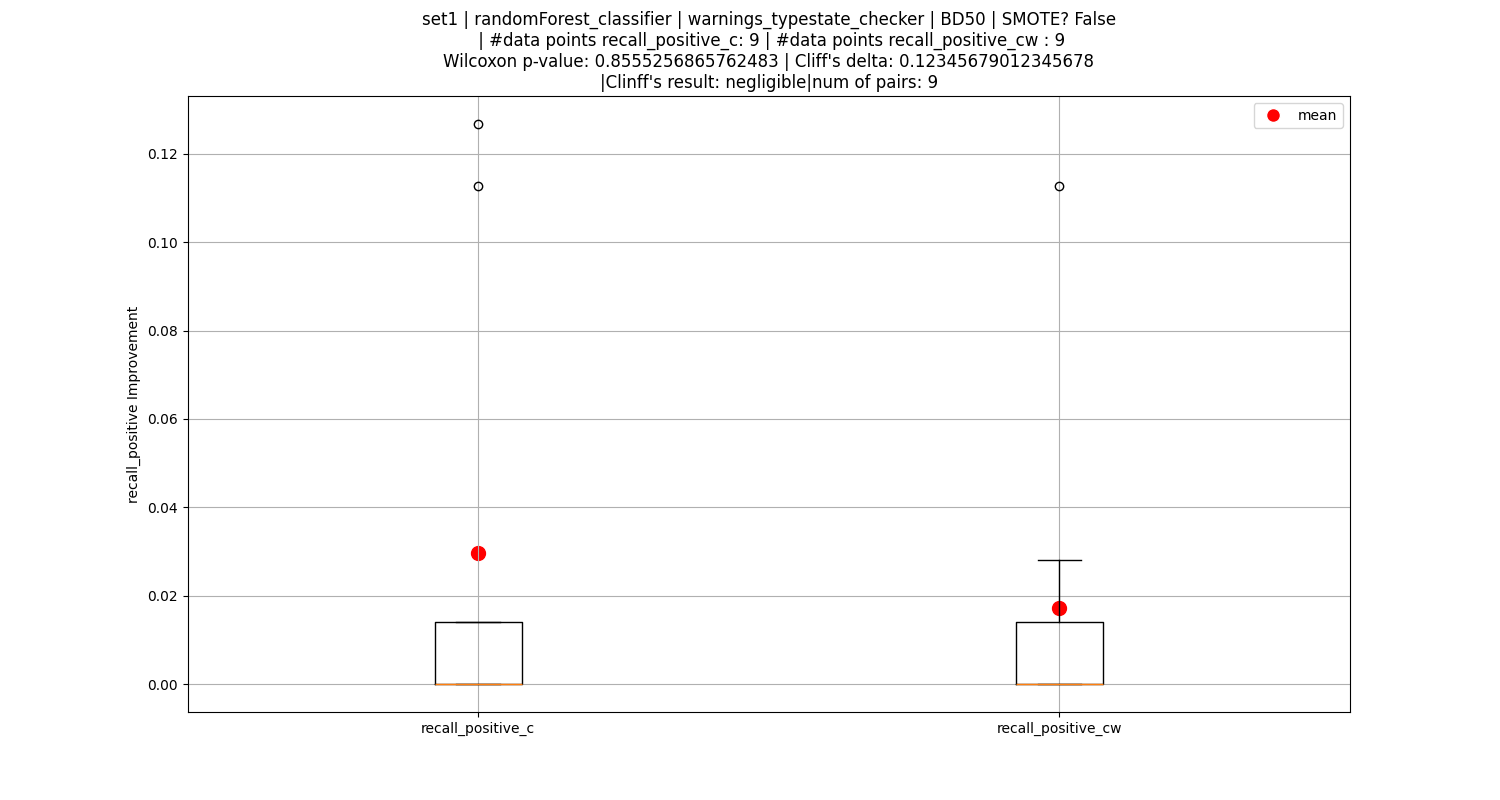 set1 | randomForest_classifier | warnings_typestate_checker | BD50 | SMOTE? False
| #data points recall_positive_c: 9 | #data points recall_positive_cw : 9
Wilcoxon p-value: 0.8555256865762483 | Cliff's delta: 0.12345679012345678
|Clinff's result: negligible|num of pairs: 9
mean
recall_positive Improvement
0.12
0.10
0.08
0.06
0.04
0.02
0.00
recall_positive_c
recall_positive_cw